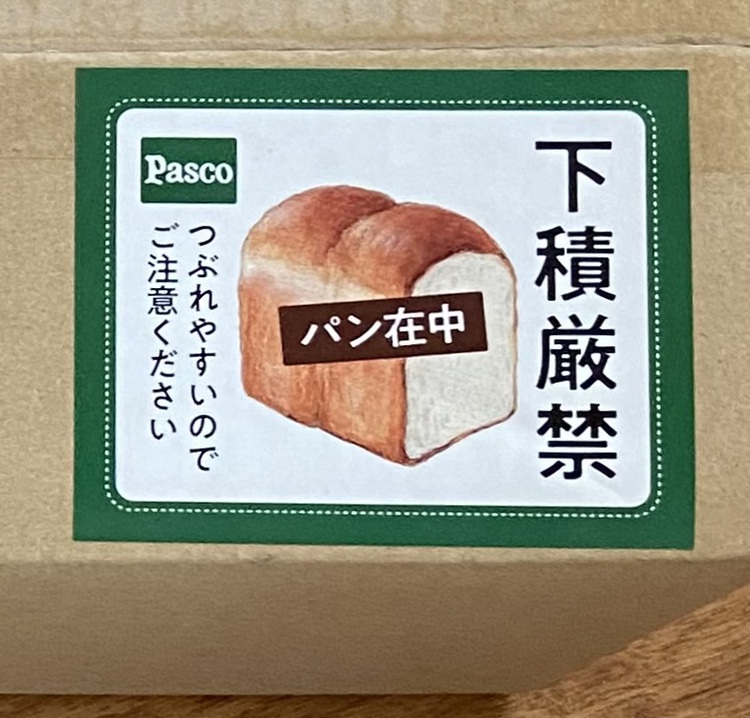 下積厳禁
パン在中
Pasco
つぶれやすいので
ご注意ください